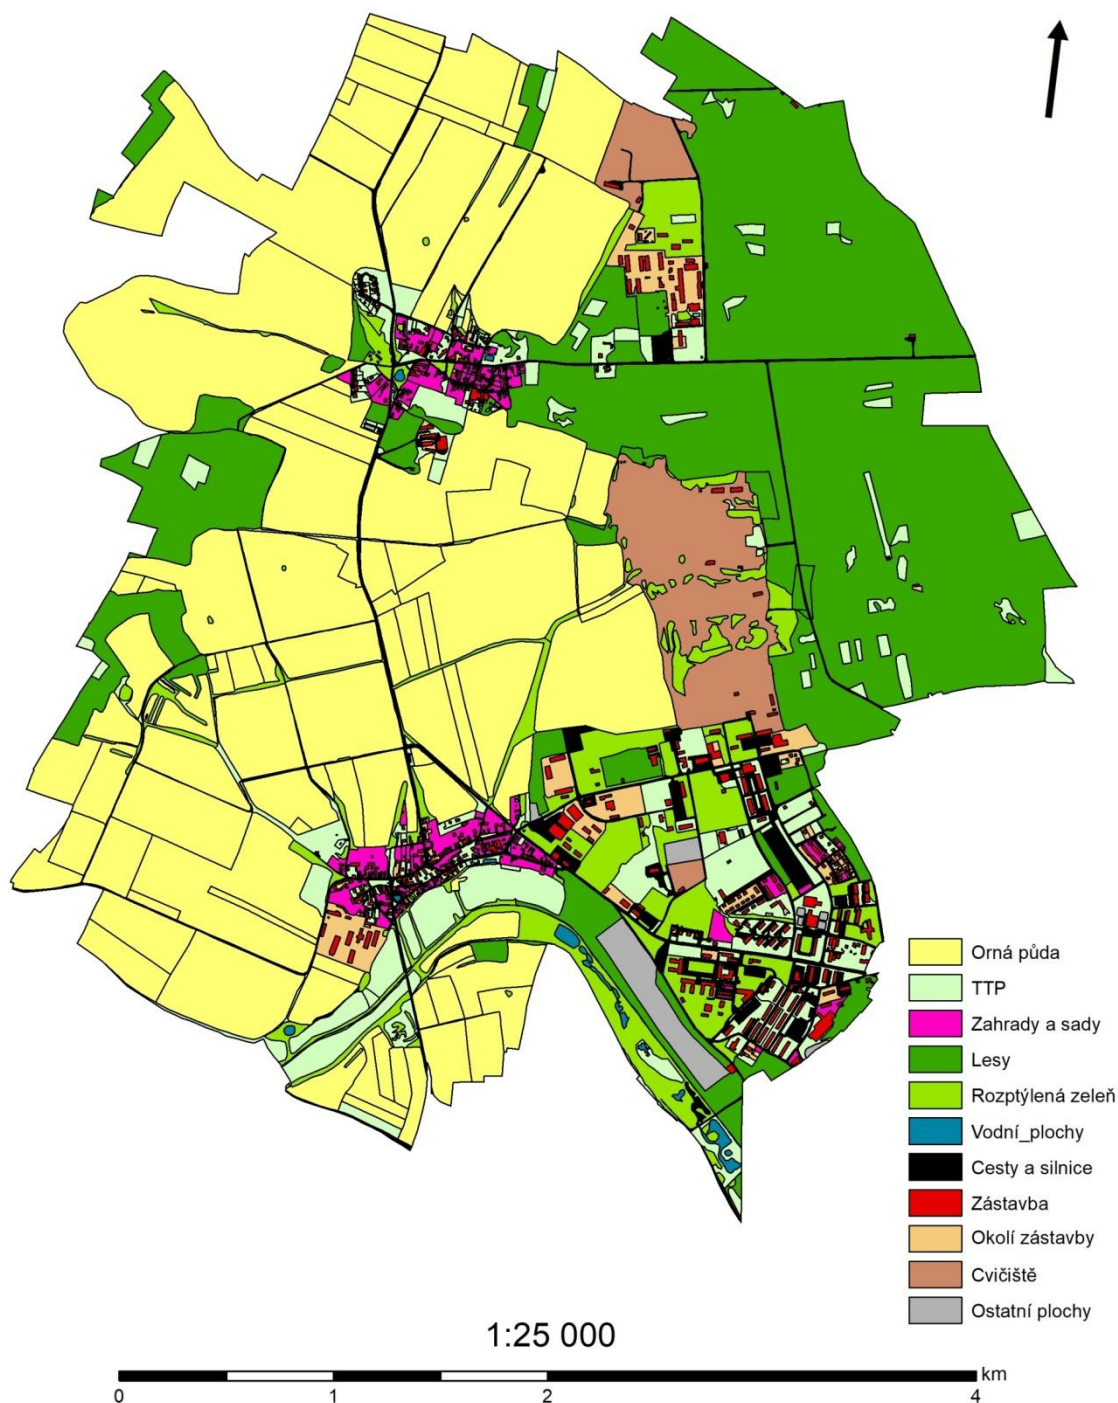 Orná půda
TTP
Zahrady a sady
Lesy
Rozptýlená zeleň
Vodní_plochy
Cesty a silnice
Zástavba
Okolí zástavby
Cvičiště
Ostatní plochy
1:25 000
km
0 1 2 4